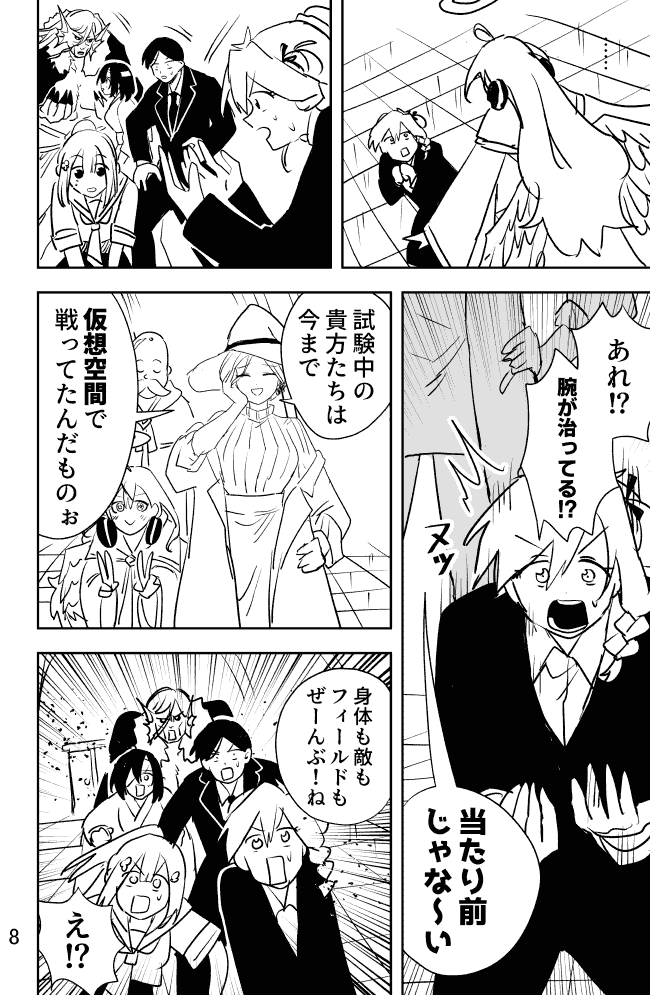 ……
あれ!?
腕が治ってる!?
ヌッ
当たり前
じゃな〜い
試験中の
貴方たちは
今まで
仮想空間で
戦ってたんだものぉ
身体も敵も
フィールドも
ぜーんぶ！ね
え!?
8